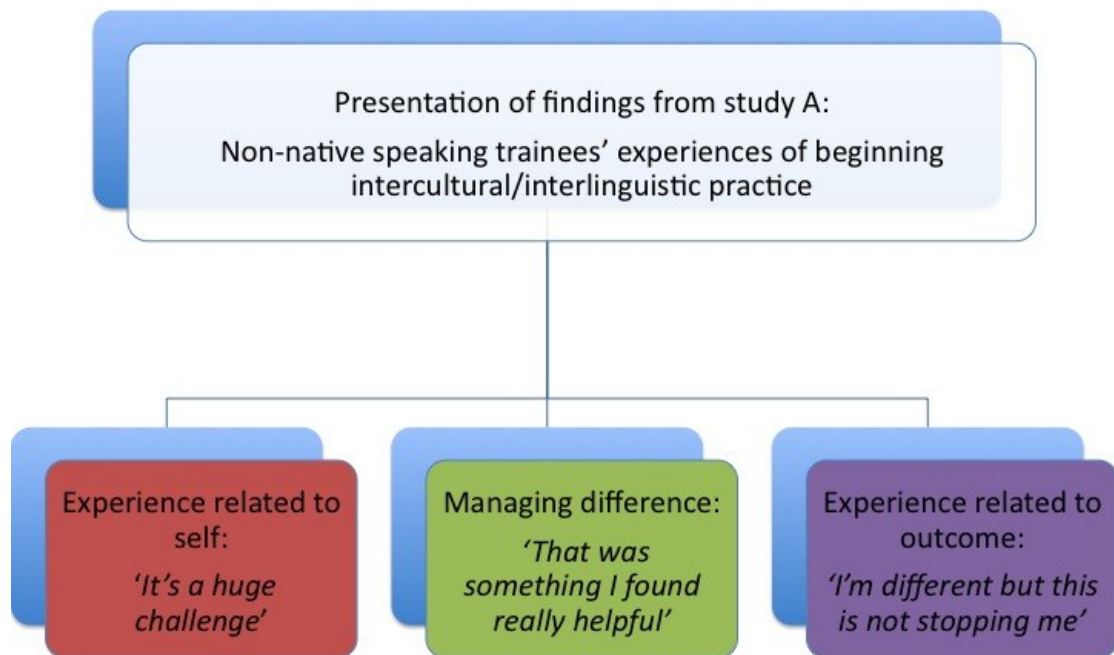 Presentation of findings from study A:
Non-native speaking trainees’ experiences of beginning
intercultural/interlinguistic practice
Experience related to
self:
‘It’s a huge
challenge’
Managing difference:
‘That was
something I found
really helpful’
Experience related to
outcome:
‘I’m different but this
is not stopping me’